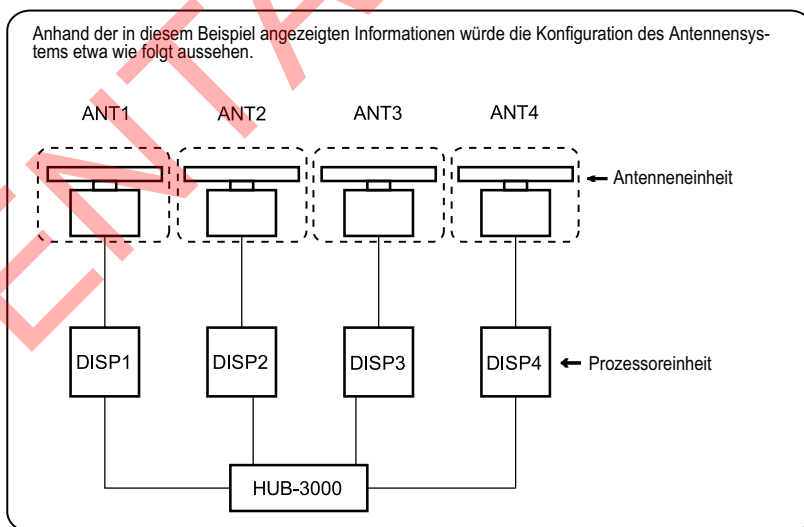 Anhand der in diesem Beispiel angezeigten Informationen würde die Konfiguration des Antennensys-
tems etwa wie folgt aussehen.
ANT1 ANT2 ANT3 ANT4
Antenneneinheit
DISP1 DISP2 DISP3 DISP4
Prozessoreinheit
HUB-3000
ENTA